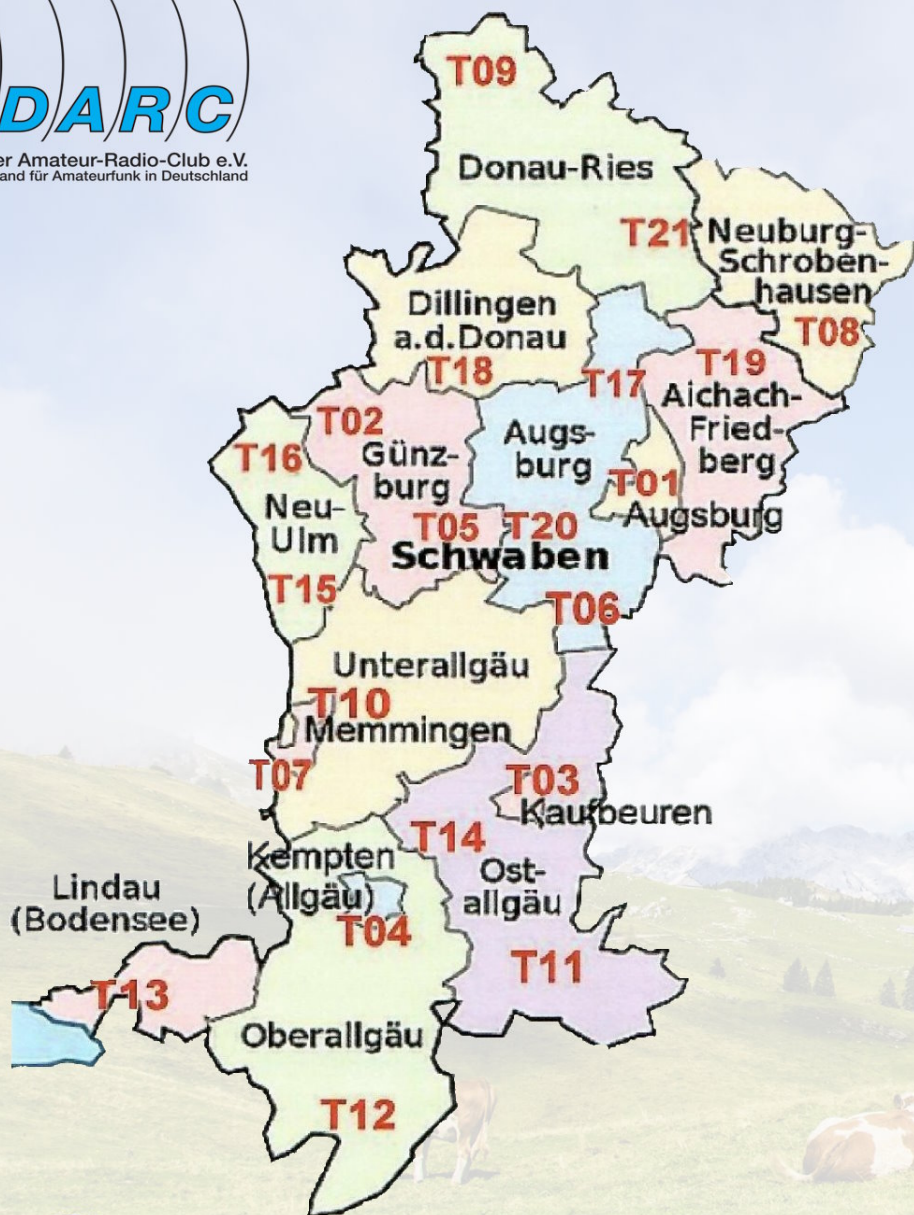 DARC
er Amateur-Radio-Club e.V.
and für Amateurfunk in Deutschland
T09
Donau-Ries
T21
Neuburg-
Schroben-
hausen
T08
Dillingen
a.d.Donau
T18
T17
T19
Aichach-
Fried-
berg
T02
Günz-
burg
T05
Augs-
burg
T01
Augsburg
T16
Neu-
Ulm
T15
T20
Schwaben
T06
Unterallgäu
T10
Memmingen
T07
T03
Kaufbeuren
T14
Ost-
allgäu
T11
Kempten
(Allgäu)
T04
Lindau
(Bodensee)
T13
Oberallgäu
T12